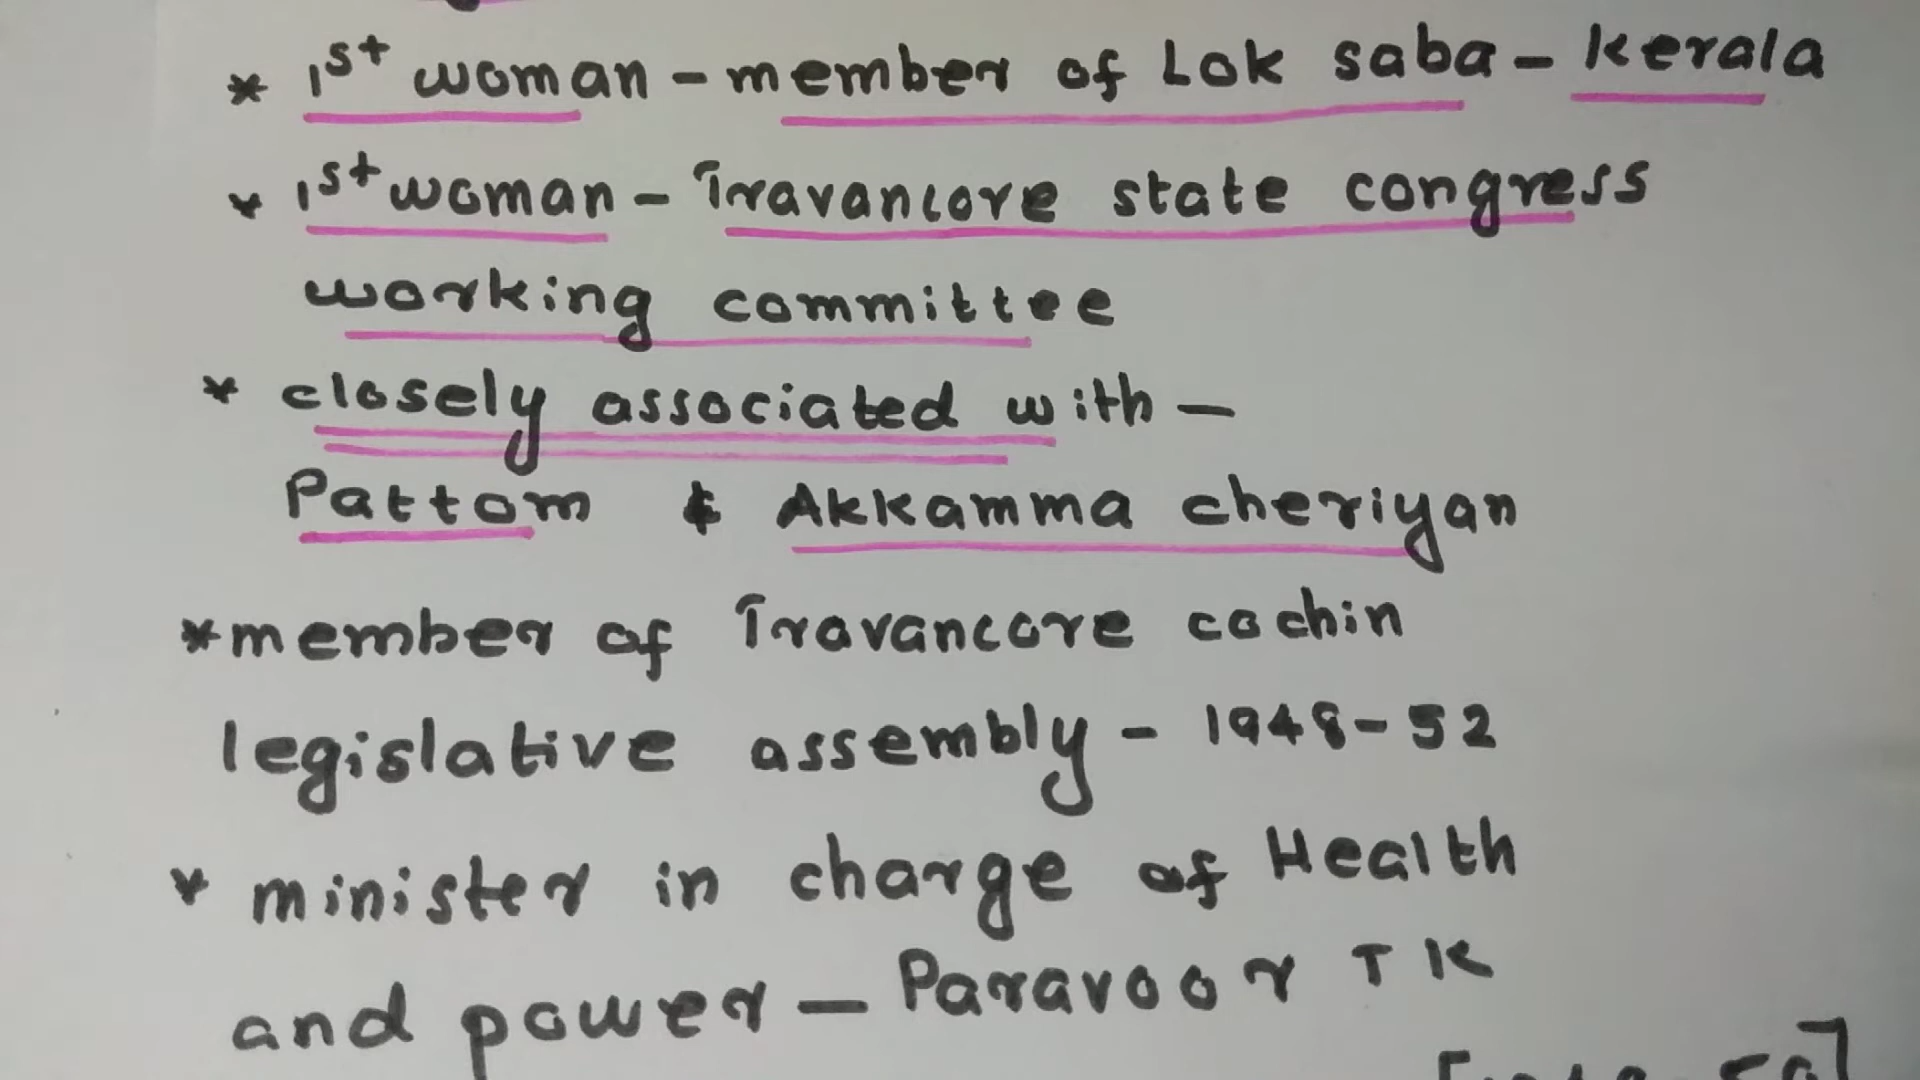 * 1st woman - member of Lok saba - kerala
* 1st woman - Travancore state congress
working committee
* closely associated with -
Pattom & Akkamma cheriyan
* member of Travancore cochin
legislative assembly - 1948-52
* minister in charge of Health
and power - Paravoor T K